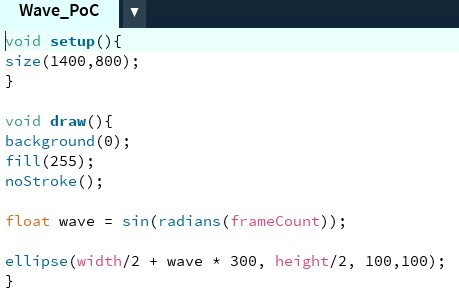 Wave_PoC ▼
void setup(){
size(1400,800);
}
void draw(){
background(0);
fill(255);
noStroke();
float wave = sin(radians(frameCount));
ellipse(width/2 + wave * 300, height/2, 100,100);
}